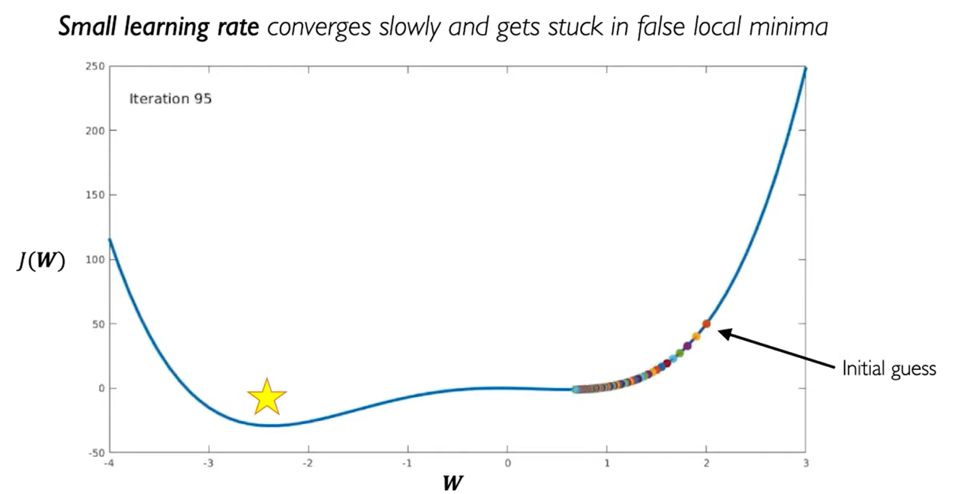 Small learning rate converges slowly and gets stuck in false local minima
250
Iteration 95
200
150
J(W)
100
50
Initial guess
0
-50
-4 -3 -2 -1 0 1 2 3
W